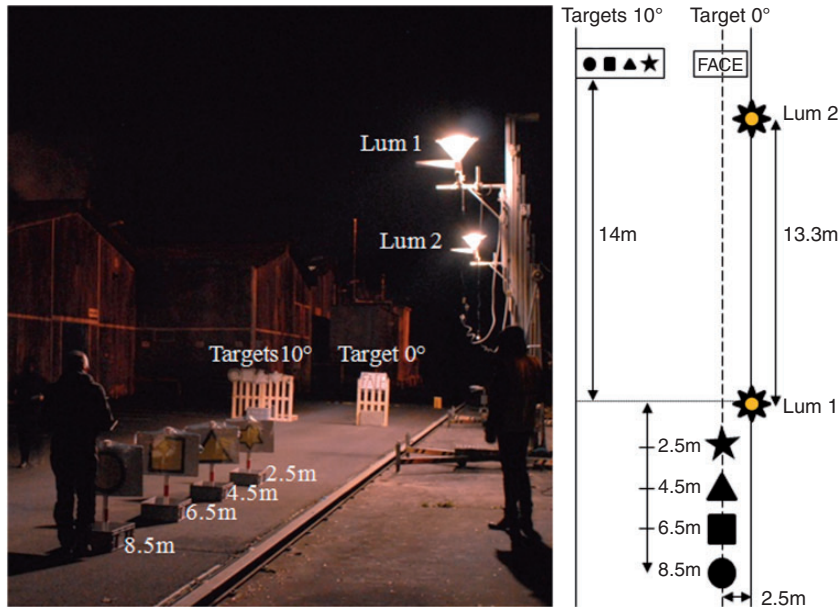 Lum 1
Lum 2
Targets 10°
Target 0°
2.5m
4.5m
6.5m
8.5m
Targets 10°
Target 0°
FACE
Lum 2
14m
13.3m
Lum 1
2.5m
4.5m
6.5m
8.5m
2.5m